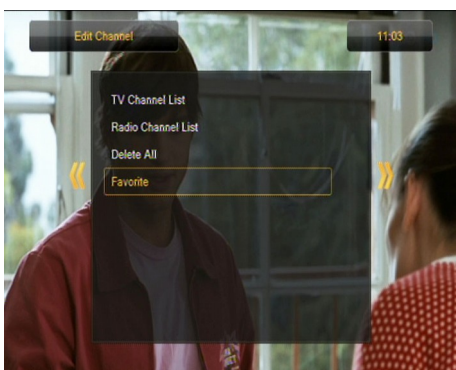 Edit Channel
11:03
TV Channel List
Radio Channel List
Delete All
Favorite